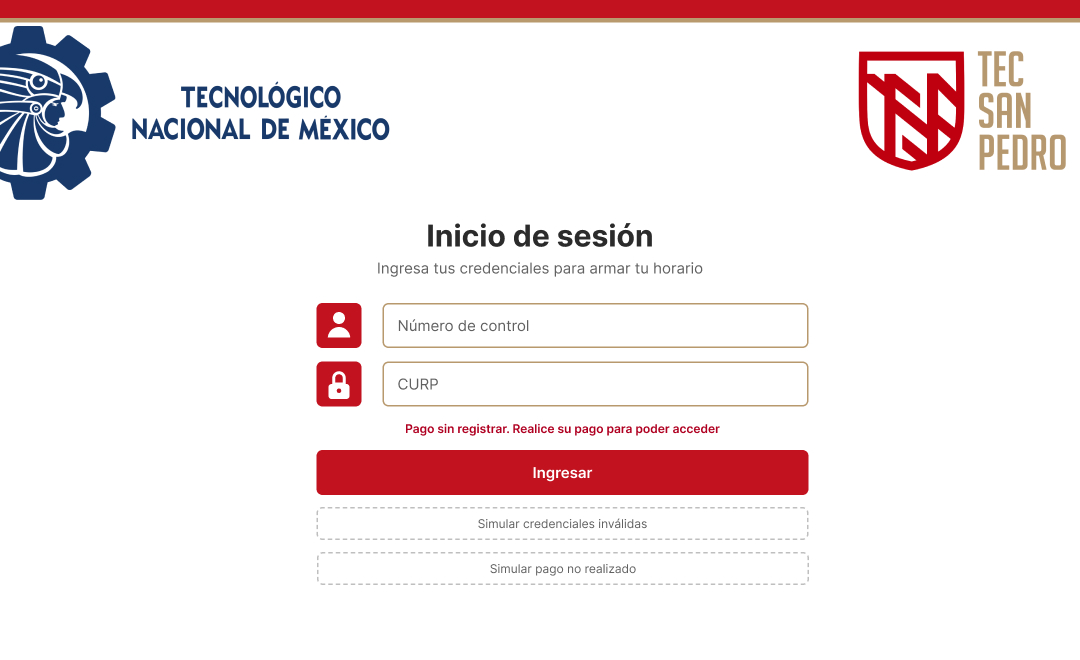 TECNOLÓGICO
NACIONAL DE MÉXICO
TEC
SAN
PEDRO
Inicio de sesión
Ingresa tus credenciales para armar tu horario
Número de control
CURP
Pago sin registrar. Realice su pago para poder acceder
Ingresar
Simular credenciales inválidas
Simular pago no realizado